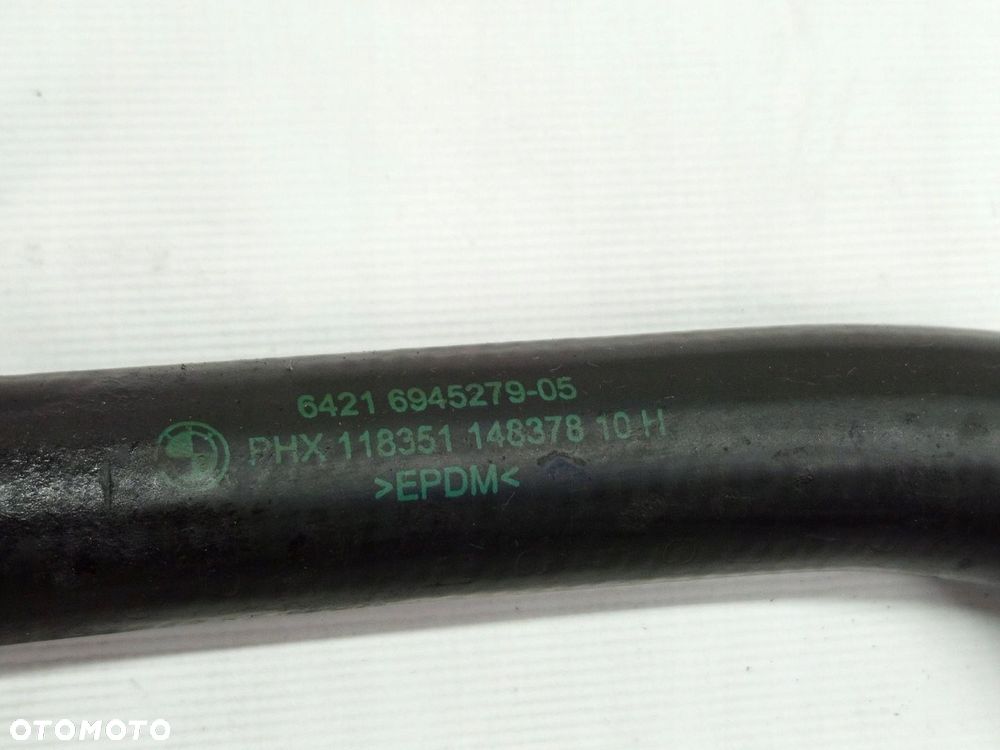 6421 6945279-05
PHX 118351 148378 10 H
>EPDM<
OTOMOTO